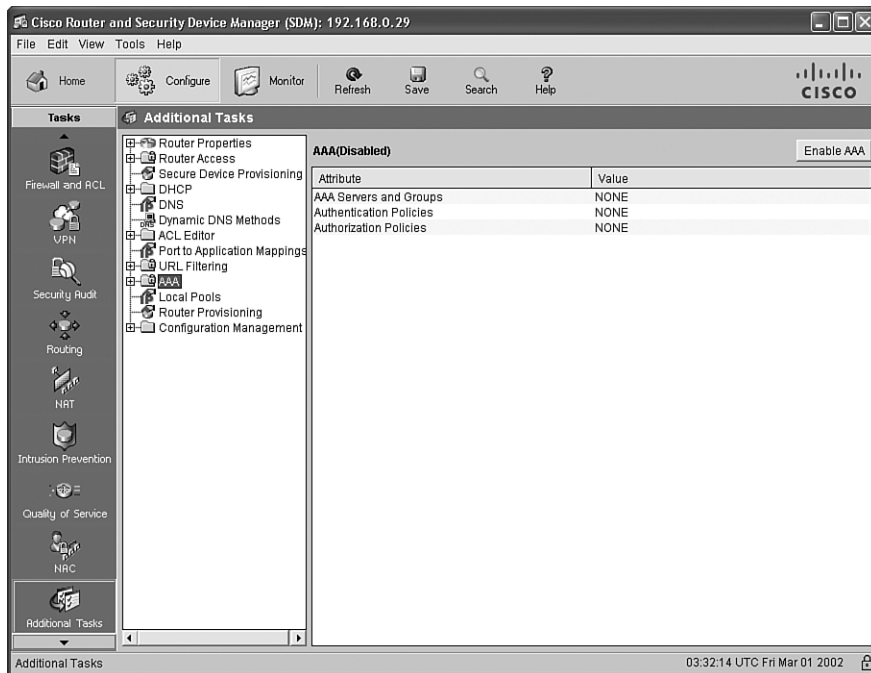 Cisco Router and Security Device Manager (SDM): 192.168.0.29
File Edit View Tools Help
Home Configure Monitor Refresh Save Search Help
CISCO
Tasks
Firewall and ACL
VPN
Security Audit
Routing
NAT
Intrusion Prevention
Quality of Service
NAC
Additional Tasks
Additional Tasks
Router Properties
Router Access
Secure Device Provisioning
DHCP
DNS
Dynamic DNS Methods
ACL Editor
Port to Application Mappings
URL Filtering
AAA
Local Pools
Router Provisioning
Configuration Management
AAA(Disabled) Enable AAA
Attribute Value
AAA Servers and Groups NONE
Authentication Policies NONE
Authorization Policies NONE
Additional Tasks 03:32:14 UTC Fri Mar 01 2002